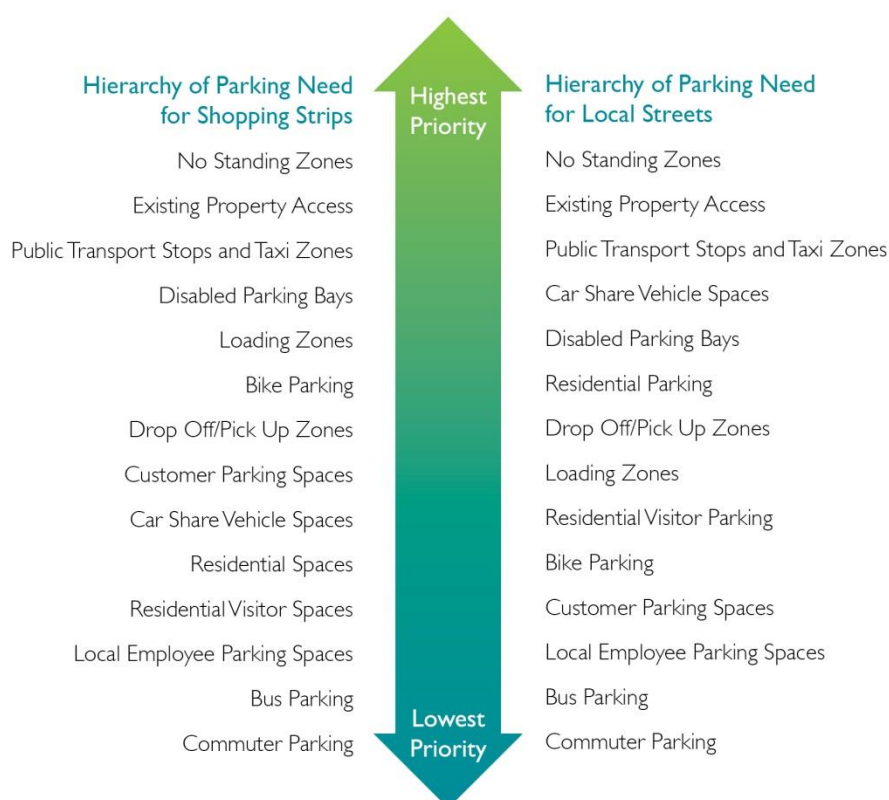 Hierarchy of Parking Need
for Shopping Strips
No Standing Zones
Existing Property Access
Public Transport Stops and Taxi Zones
Disabled Parking Bays
Loading Zones
Bike Parking
Drop Off/Pick Up Zones
Customer Parking Spaces
Car Share Vehicle Spaces
Residential Spaces
Residential Visitor Spaces
Local Employee Parking Spaces
Bus Parking
Commuter Parking
Highest
Priority
Lowest
Priority
Hierarchy of Parking Need
for Local Streets
No Standing Zones
Existing Property Access
Public Transport Stops and Taxi Zones
Car Share Vehicle Spaces
Disabled Parking Bays
Residential Parking
Drop Off/Pick Up Zones
Loading Zones
Residential Visitor Parking
Bike Parking
Customer Parking Spaces
Local Employee Parking Spaces
Bus Parking
Commuter Parking